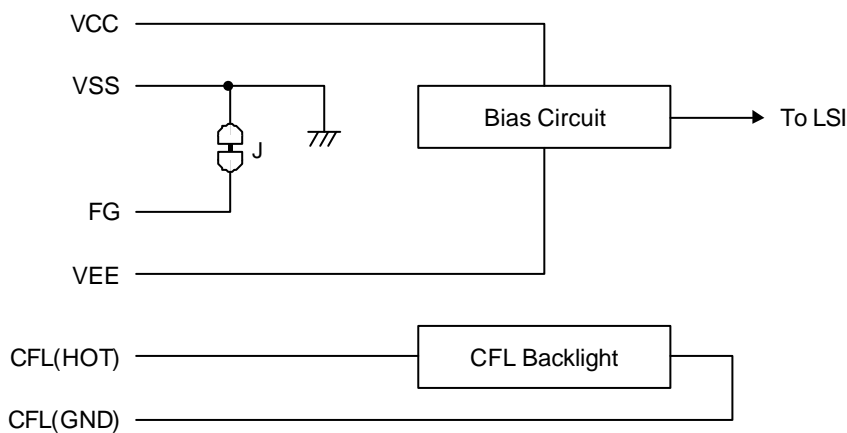 VCC
VSS
Bias Circuit
To LSI
J
FG
VEE
CFL(HOT)
CFL Backlight
CFL(GND)